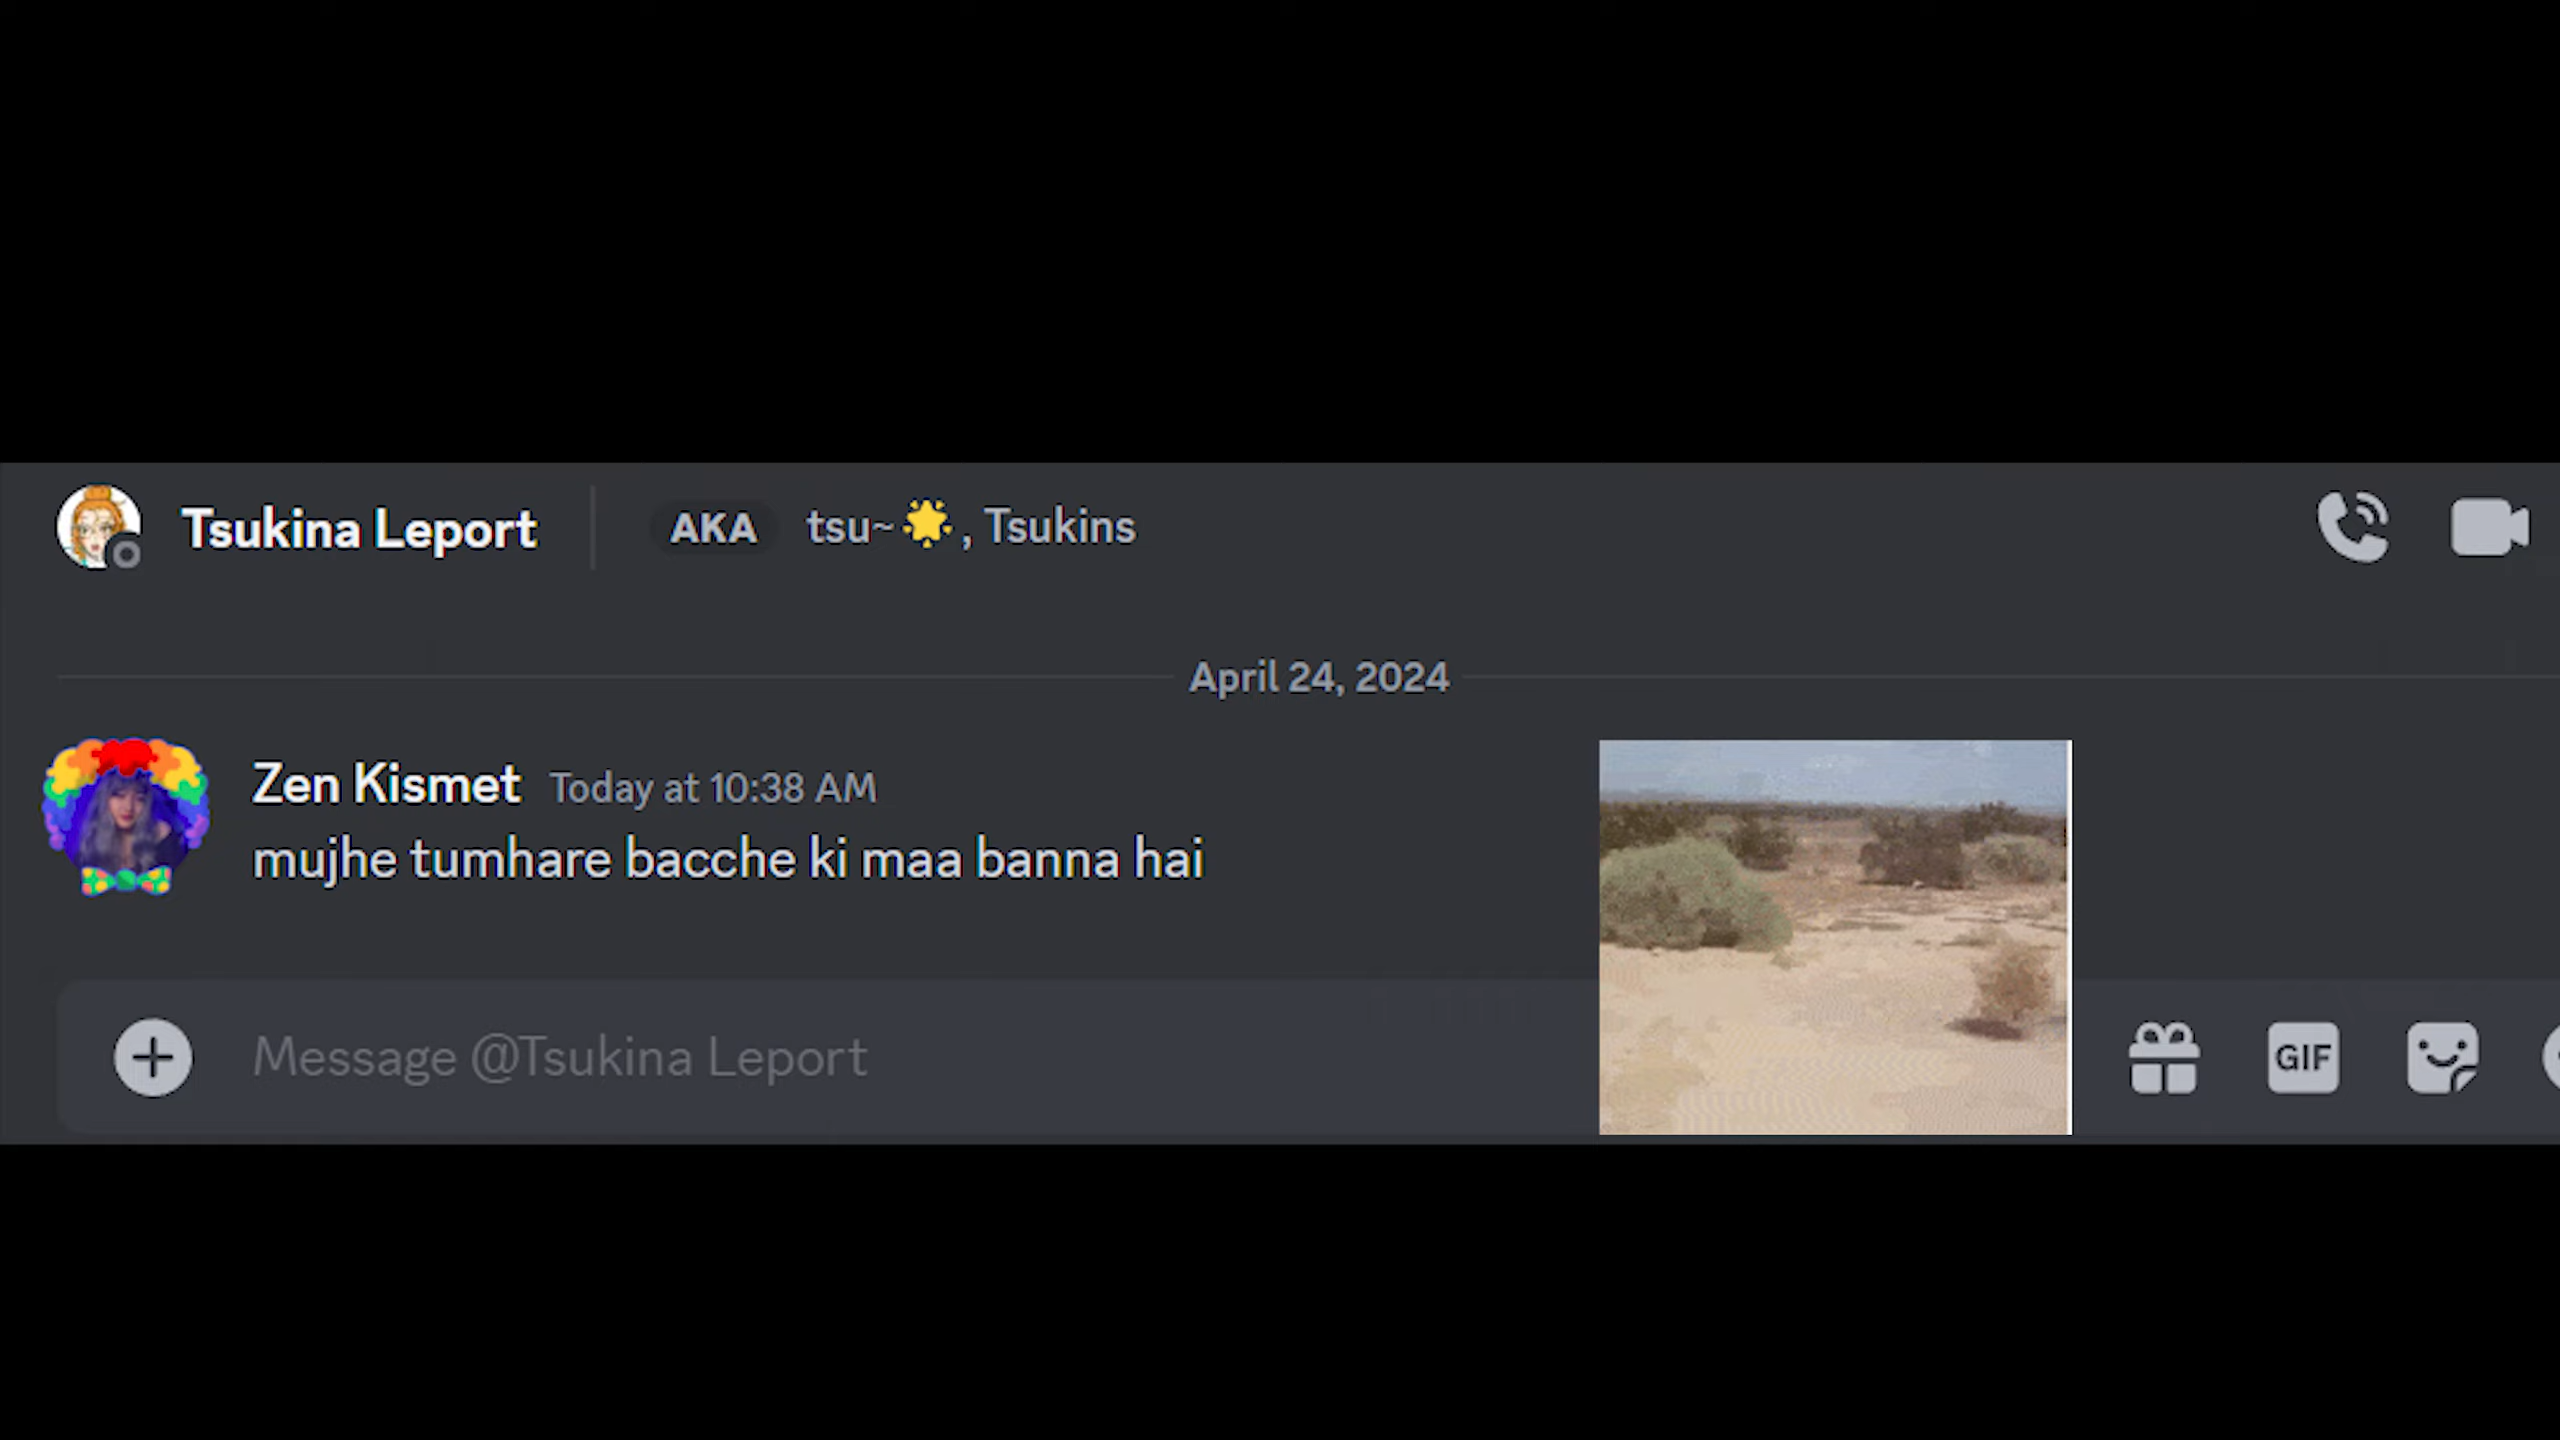 Tsukina Leport AKA tsu~🌟, Tsukins
April 24, 2024
Zen Kismet Today at 10:38 AM
mujhe tumhare bacche ki maa banna hai
Message @Tsukina Leport GIF